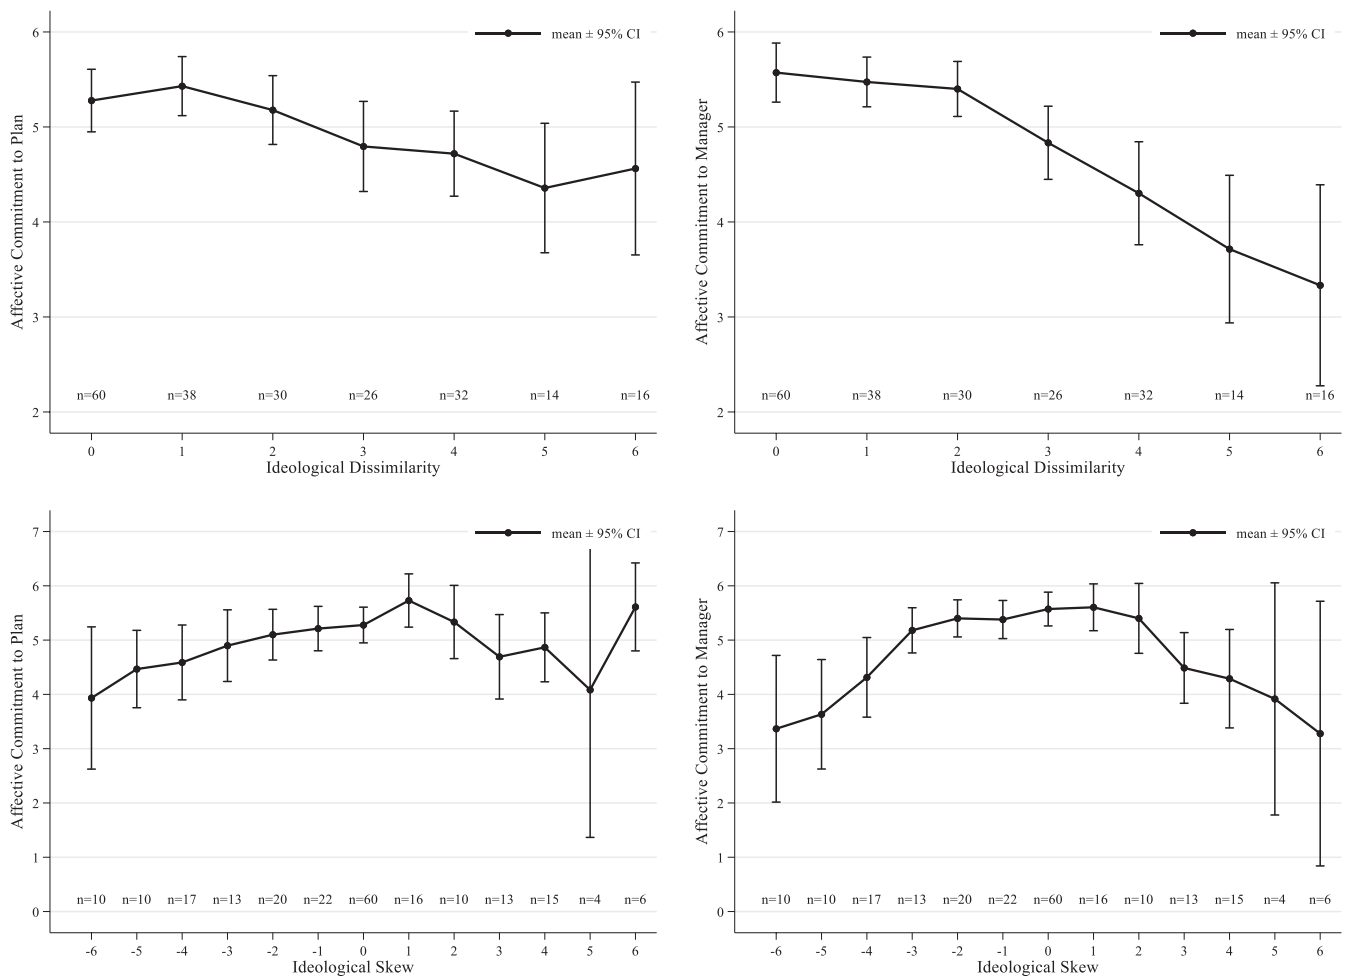 mean ± 95% CI
Affective Commitment to Plan
6
5
4
3
2
n=60 n=38 n=30 n=26 n=32 n=14 n=16
0 1 2 3 4 5 6
Ideological Dissimilarity
mean ± 95% CI
Affective Commitment to Manager
6
5
4
3
2
n=60 n=38 n=30 n=26 n=32 n=14 n=16
0 1 2 3 4 5 6
Ideological Dissimilarity
mean ± 95% CI
Affective Commitment to Plan
7
6
5
4
3
2
1
0
n=10 n=10 n=17 n=13 n=20 n=22 n=60 n=16 n=10 n=13 n=15 n=4 n=6
-6 -5 -4 -3 -2 -1 0 1 2 3 4 5 6
Ideological Skew
mean ± 95% CI
Affective Commitment to Manager
7
6
5
4
3
2
1
0
n=10 n=10 n=17 n=13 n=20 n=22 n=60 n=16 n=10 n=13 n=15 n=4 n=6
-6 -5 -4 -3 -2 -1 0 1 2 3 4 5 6
Ideological Skew